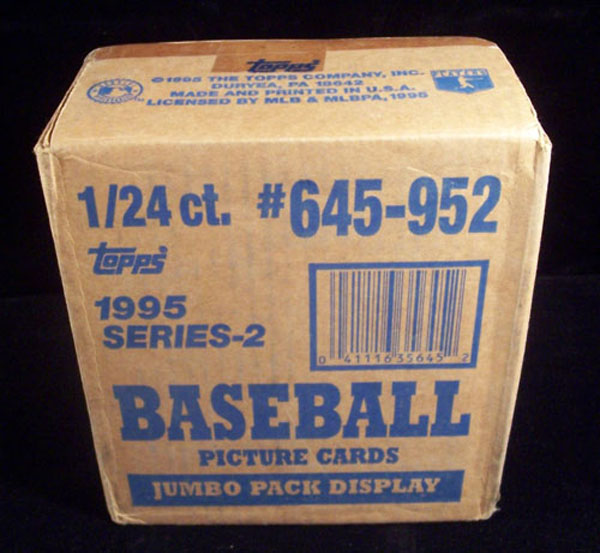 topps
©1995 THE TOPPS COMPANY, INC.
DURYEA, PA 18642
MADE AND PRINTED IN U.S.A.
LICENSED BY MLB & MLBPA, 1995
1/24 ct. #645-952
topps
1995
SERIES-2
0 41116 35645 2
BASEBALL
PICTURE CARDS
JUMBO PACK DISPLAY